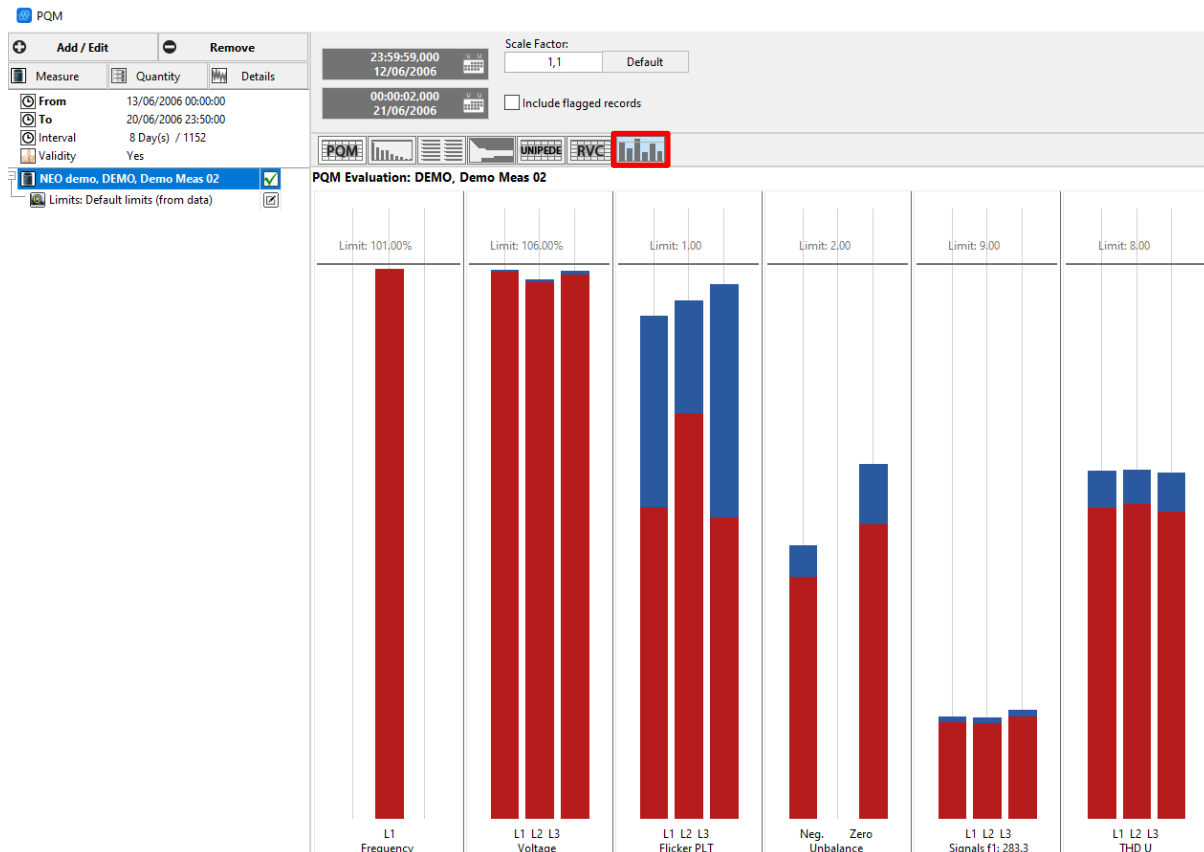 PQM
Add / Edit
Remove
Measure
Quantity
Details
From 13/06/2006 00:00:00
To 20/06/2006 23:50:00
Interval 8 Day(s) / 1152
Validity Yes
NEO demo, DEMO, Demo Meas 02
Limits: Default limits (from data)
23:59:59,000
12/06/2006
00:00:02,000
21/06/2006
Scale Factor:
1,1
Default
Include flagged records
PQM
UNIPEDE
RVC
PQM Evaluation: DEMO, Demo Meas 02
Limit: 101.00%
Limit: 106.00%
Limit: 1.00
Limit: 2.00
Limit: 9.00
Limit: 8.00
L1
Frequency
L1 L2 L3
Voltage
L1 L2 L3
Flicker PLT
Neg. Zero
Unbalance
L1 L2 L3
Signals f1: 283.3
L1 L2 L3
THD U